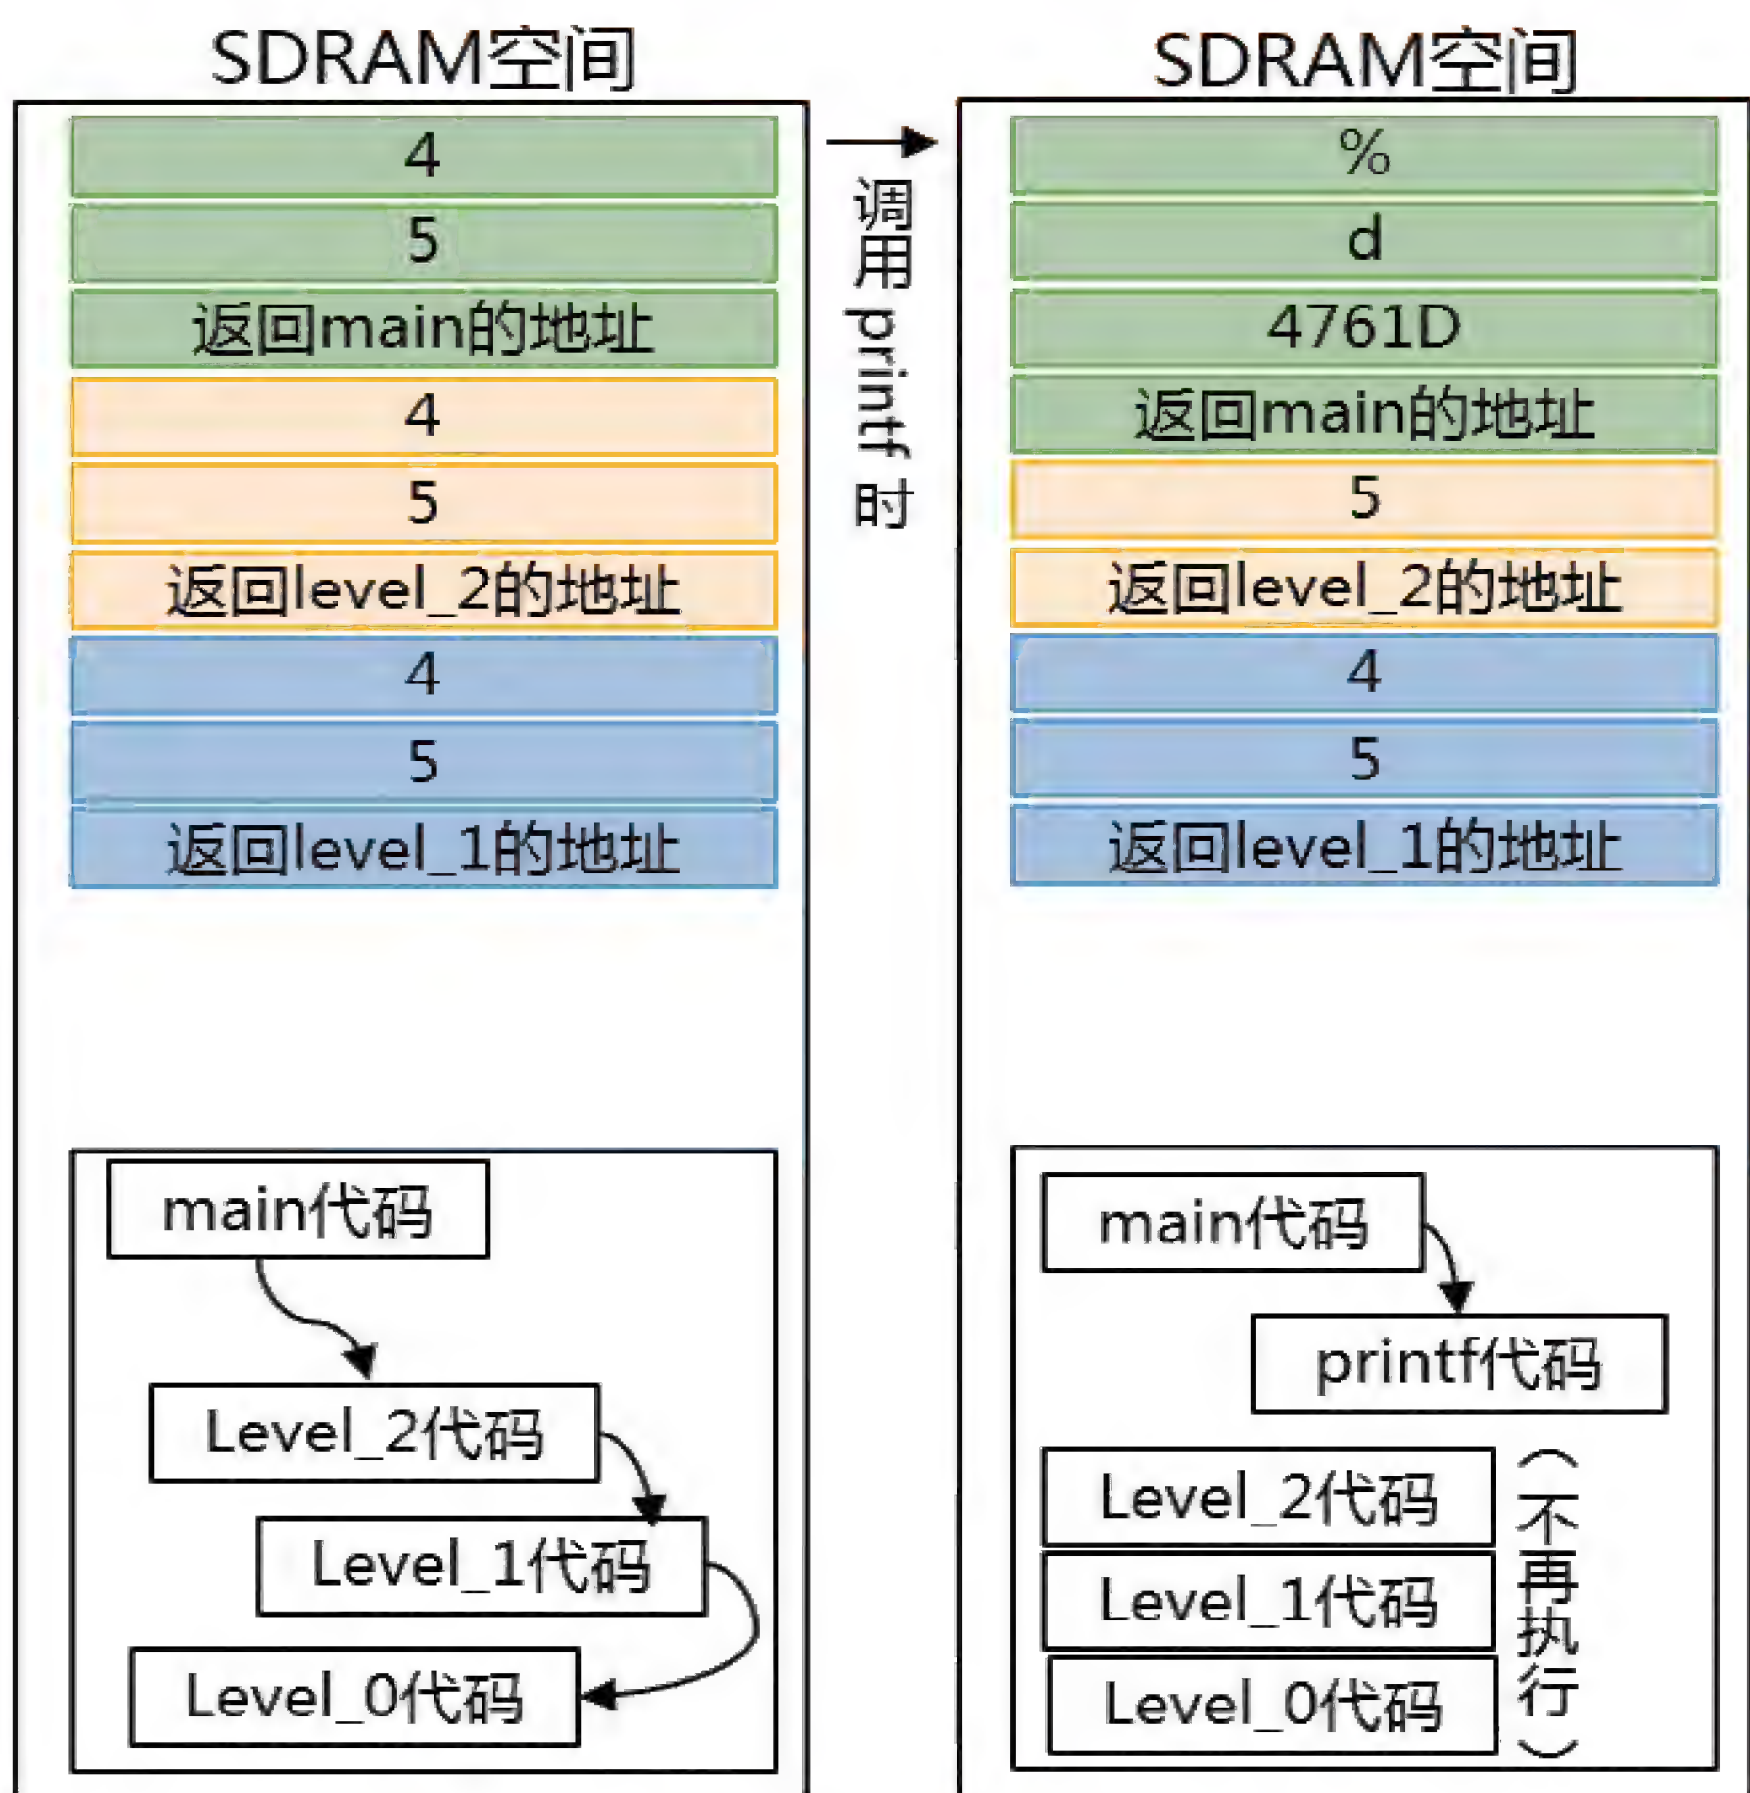 SDRAM空间
4
5
返回main的地址
4
5
返回level_2的地址
4
5
返回level_1的地址
main代码
Level_2代码
Level_1代码
Level_0代码
调用 printf 时
SDRAM空间
%
d
4761D
返回main的地址
5
返回level_2的地址
4
5
返回level_1的地址
main代码
printf代码
Level_2代码
Level_1代码
Level_0代码
（不再执行）